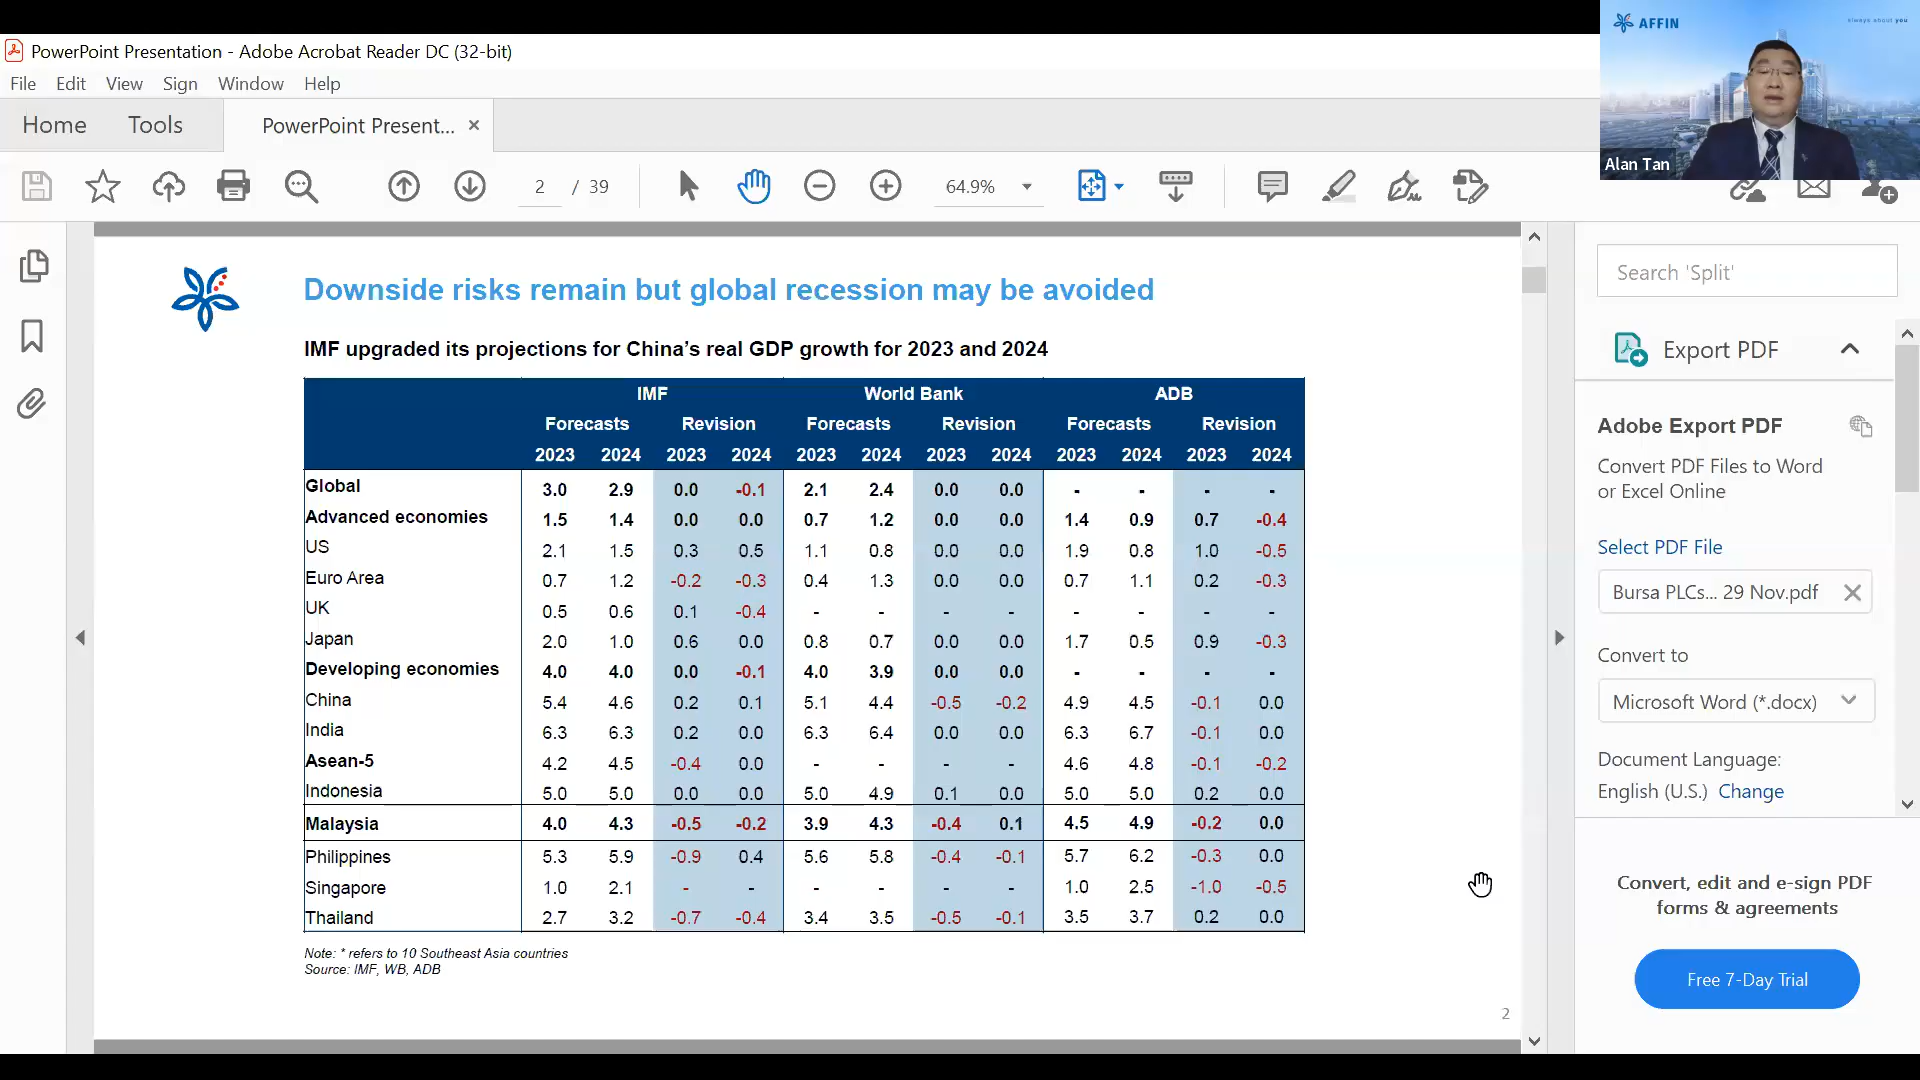 PowerPoint Presentation - Adobe Acrobat Reader DC (32-bit)
File Edit View Sign Window Help
Home Tools PowerPoint Present... ×
2 / 39 64.9%
AFFIN always about you
Alan Tan
Downside risks remain but global recession may be avoided
IMF upgraded its projections for China's real GDP growth for 2023 and 2024
IMF World Bank ADB
Forecasts Revision Forecasts Revision Forecasts Revision
2023 2024 2023 2024 2023 2024 2023 2024 2023 2024 2023 2024
Global 3.0 2.9 0.0 -0.1 2.1 2.4 0.0 0.0 - - - -
Advanced economies 1.5 1.4 0.0 0.0 0.7 1.2 0.0 0.0 1.4 0.9 0.7 -0.4
US 2.1 1.5 0.3 0.5 1.1 0.8 0.0 0.0 1.9 0.8 1.0 -0.5
Euro Area 0.7 1.2 -0.2 -0.3 0.4 1.3 0.0 0.0 0.7 1.1 0.2 -0.3
UK 0.5 0.6 0.1 -0.4 - - - - - - - -
Japan 2.0 1.0 0.6 0.0 0.8 0.7 0.0 0.0 1.7 0.5 0.9 -0.3
Developing economies 4.0 4.0 0.0 -0.1 4.0 3.9 0.0 0.0 - - - -
China 5.4 4.6 0.2 0.1 5.1 4.4 -0.5 -0.2 4.9 4.5 -0.1 0.0
India 6.3 6.3 0.2 0.0 6.3 6.4 0.0 0.0 6.3 6.7 -0.1 0.0
Asean-5 4.2 4.5 -0.4 0.0 - - - - 4.6 4.8 -0.1 -0.2
Indonesia 5.0 5.0 0.0 0.0 5.0 4.9 0.1 0.0 5.0 5.0 0.2 0.0
Malaysia 4.0 4.3 -0.5 -0.2 3.9 4.3 -0.4 0.1 4.5 4.9 -0.2 0.0
Philippines 5.3 5.9 -0.9 0.4 5.6 5.8 -0.4 -0.1 5.7 6.2 -0.3 0.0
Singapore 1.0 2.1 - - - - - - 1.0 2.5 -1.0 -0.5
Thailand 2.7 3.2 -0.7 -0.4 3.4 3.5 -0.5 -0.1 3.5 3.7 0.2 0.0
Note: * refers to 10 Southeast Asia countries
Source: IMF, WB, ADB
2
Search 'Split'
Export PDF
Adobe Export PDF
Convert PDF Files to Word
or Excel Online
Select PDF File
Bursa PLCs... 29 Nov.pdf
Convert to
Microsoft Word (*.docx)
Document Language:
English (U.S.) Change
Convert, edit and e-sign PDF
forms & agreements
Free 7-Day Trial